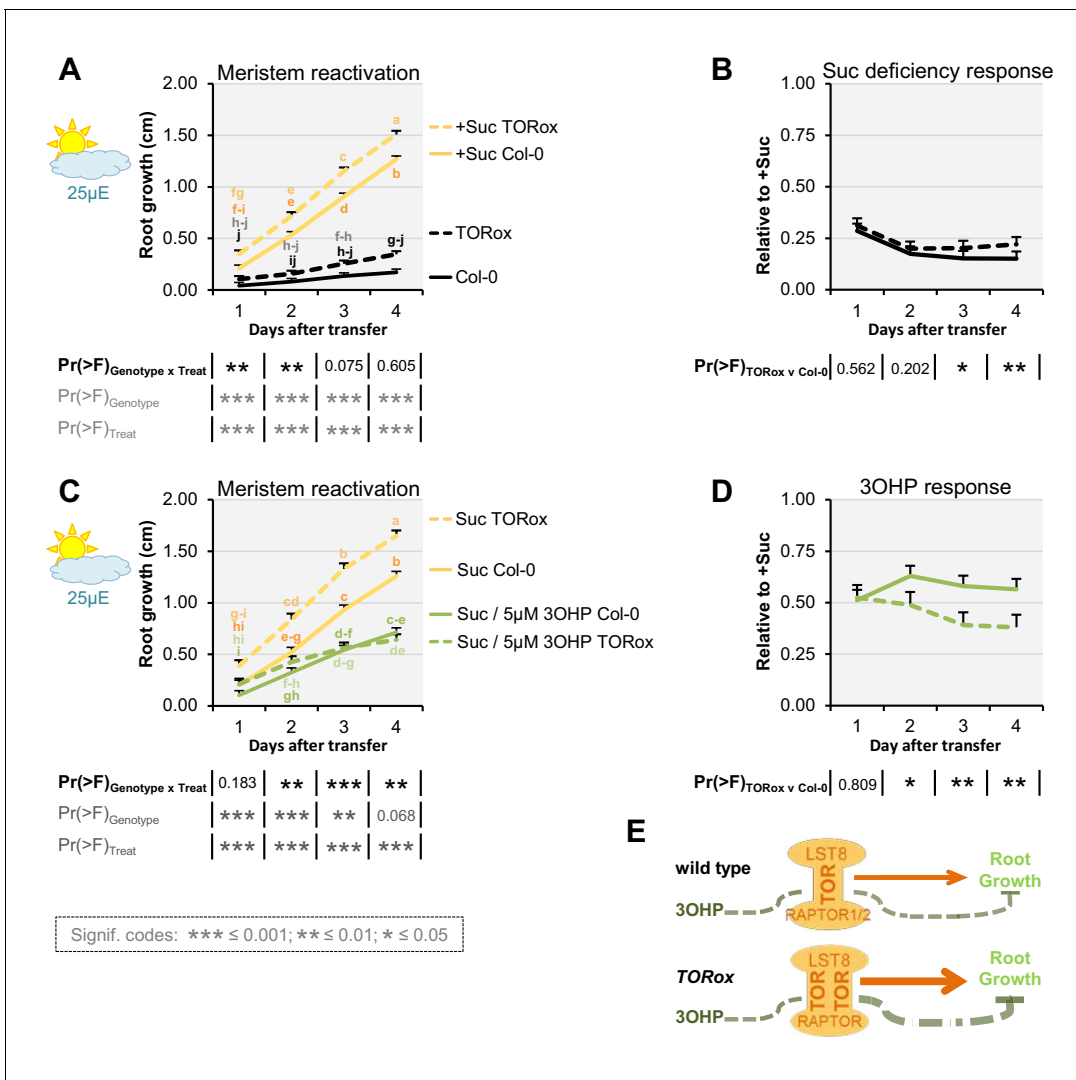 A
Meristem reactivation
25µE
Root growth (cm)
2.00
1.50
1.00
0.50
0.00
fg
f-i
h-j
j
e
e
h-j
ij
c
d
f-h
h-j
a
b
g-j
+Suc TORox
+Suc Col-0
TORox
Col-0
1 2 3 4
Days after transfer
Pr(>F)Genotype x Treat ** ** 0.075 0.605
Pr(>F)Genotype *** *** *** ***
Pr(>F)Treat *** *** *** ***
B
Suc deficiency response
Relative to +Suc
1.00
0.75
0.50
0.25
0.00
1 2 3 4
Days after transfer
Pr(>F)TORox v Col-0 0.562 0.202 * **
C
Meristem reactivation
25µE
Root growth (cm)
2.00
1.50
1.00
0.50
0.00
g-i
hi
hi
i
cd
e-g
f-h
gh
b
c
d-f
d-g
a
b
c-e
de
Suc TORox
Suc Col-0
Suc / 5µM 3OHP Col-0
Suc / 5µM 3OHP TORox
1 2 3 4
Days after transfer
Pr(>F)Genotype x Treat 0.183 ** *** **
Pr(>F)Genotype *** *** ** 0.068
Pr(>F)Treat *** *** *** ***
D
3OHP response
Relative to +Suc
1.00
0.75
0.50
0.25
0.00
1 2 3 4
Day after transfer
Pr(>F)TORox v Col-0 0.809 * ** **
E
wild type
3OHP
LST8
TOR
RAPTOR1/2
Root
Growth
TORox
3OHP
LST8
TOR
TOR
RAPTOR
Root
Growth
Signif. codes: *** ≤ 0.001; ** ≤ 0.01; * ≤ 0.05